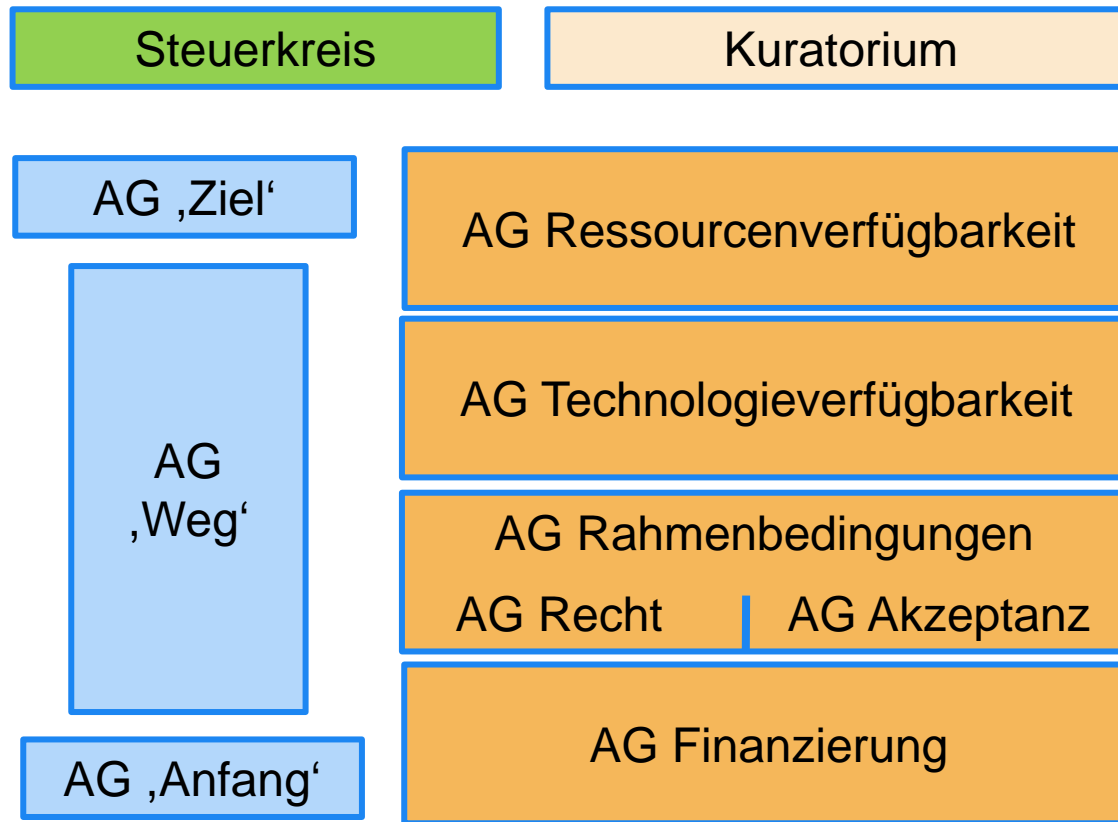 Steuerkreis
Kuratorium
AG ‚Ziel‘
AG
‚Weg‘
AG ‚Anfang‘
AG Ressourcenverfügbarkeit
AG Technologieverfügbarkeit
AG Rahmenbedingungen
AG Recht
AG Akzeptanz
AG Finanzierung